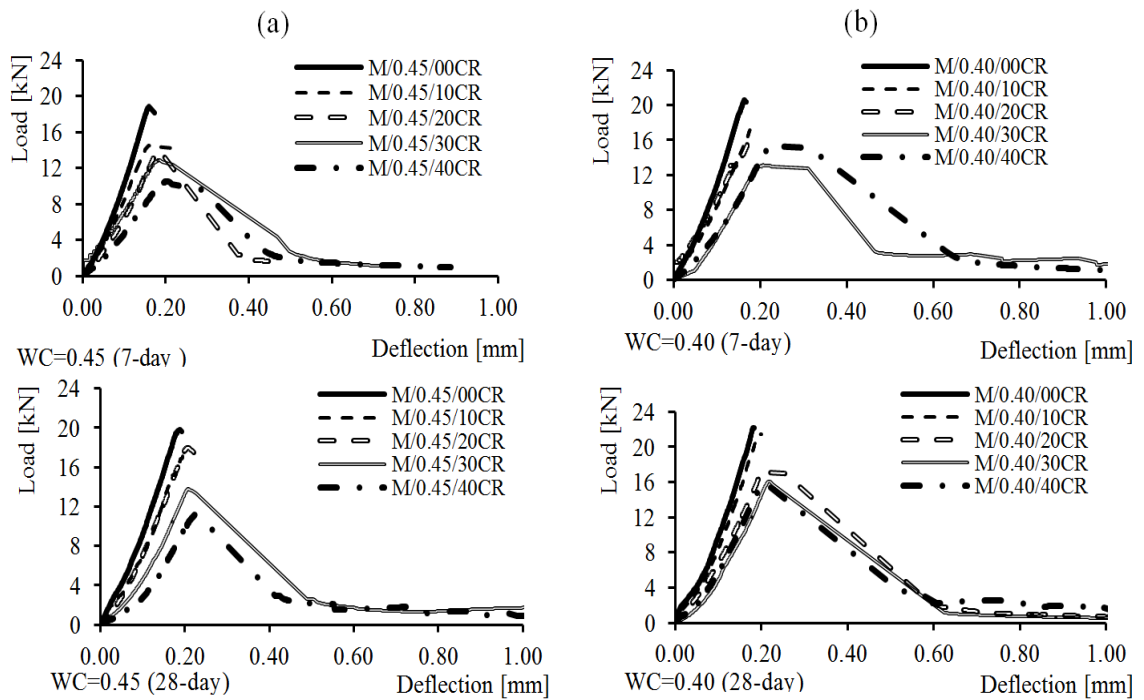 (a)
(b)
Load [kN]
24
20
16
12
8
4
0
0.00 0.20 0.40 0.60 0.80 1.00
M/0.45/00CR
M/0.45/10CR
M/0.45/20CR
M/0.45/30CR
M/0.45/40CR
WC=0.45 (7-day )
Deflection [mm]
Load [kN]
24
20
16
12
8
4
0
0.00 0.20 0.40 0.60 0.80 1.00
M/0.40/00CR
M/0.40/10CR
M/0.40/20CR
M/0.40/30CR
M/0.40/40CR
WC=0.40 (7-day)
Deflection [mm]
Load [kN]
24
20
16
12
8
4
0
0.00 0.20 0.40 0.60 0.80 1.00
M/0.45/00CR
M/0.45/10CR
M/0.45/20CR
M/0.45/30CR
M/0.45/40CR
WC=0.45 (28-day)
Deflection [mm]
Load [kN]
24
20
16
12
8
4
0
0.00 0.20 0.40 0.60 0.80 1.00
M/0.40/00CR
M/0.40/10CR
M/0.40/20CR
M/0.40/30CR
M/0.40/40CR
WC=0.40 (28-day)
Deflection [mm]